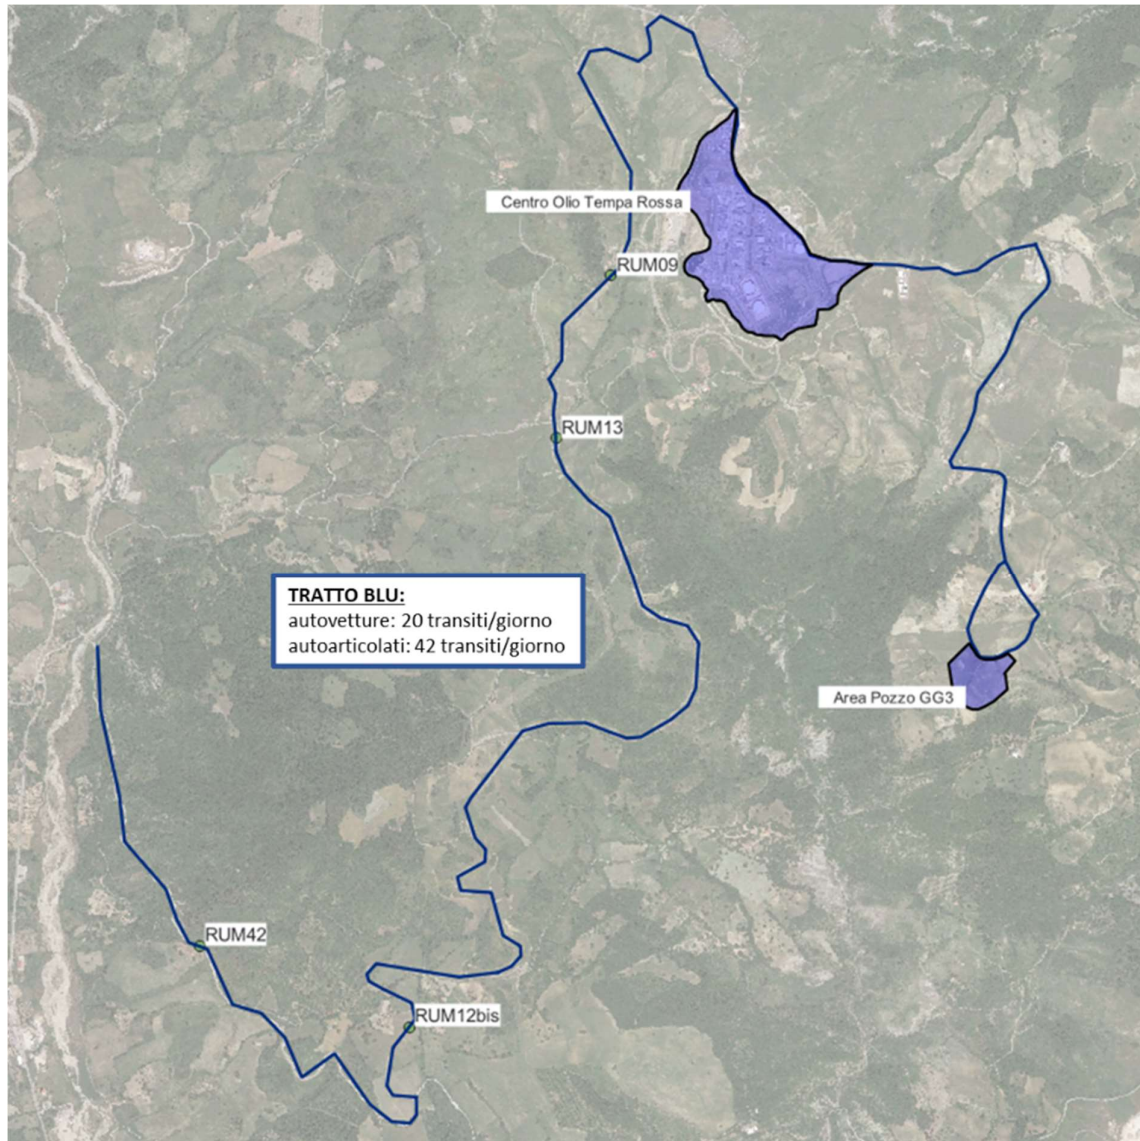 Centro Olio Tempa Rossa
RUM09
RUM13
TRATTO BLU:
autovetture: 20 transiti/giorno
autoarticolati: 42 transiti/giorno
Area Pozzo GG3
RUM42
RUM12bis